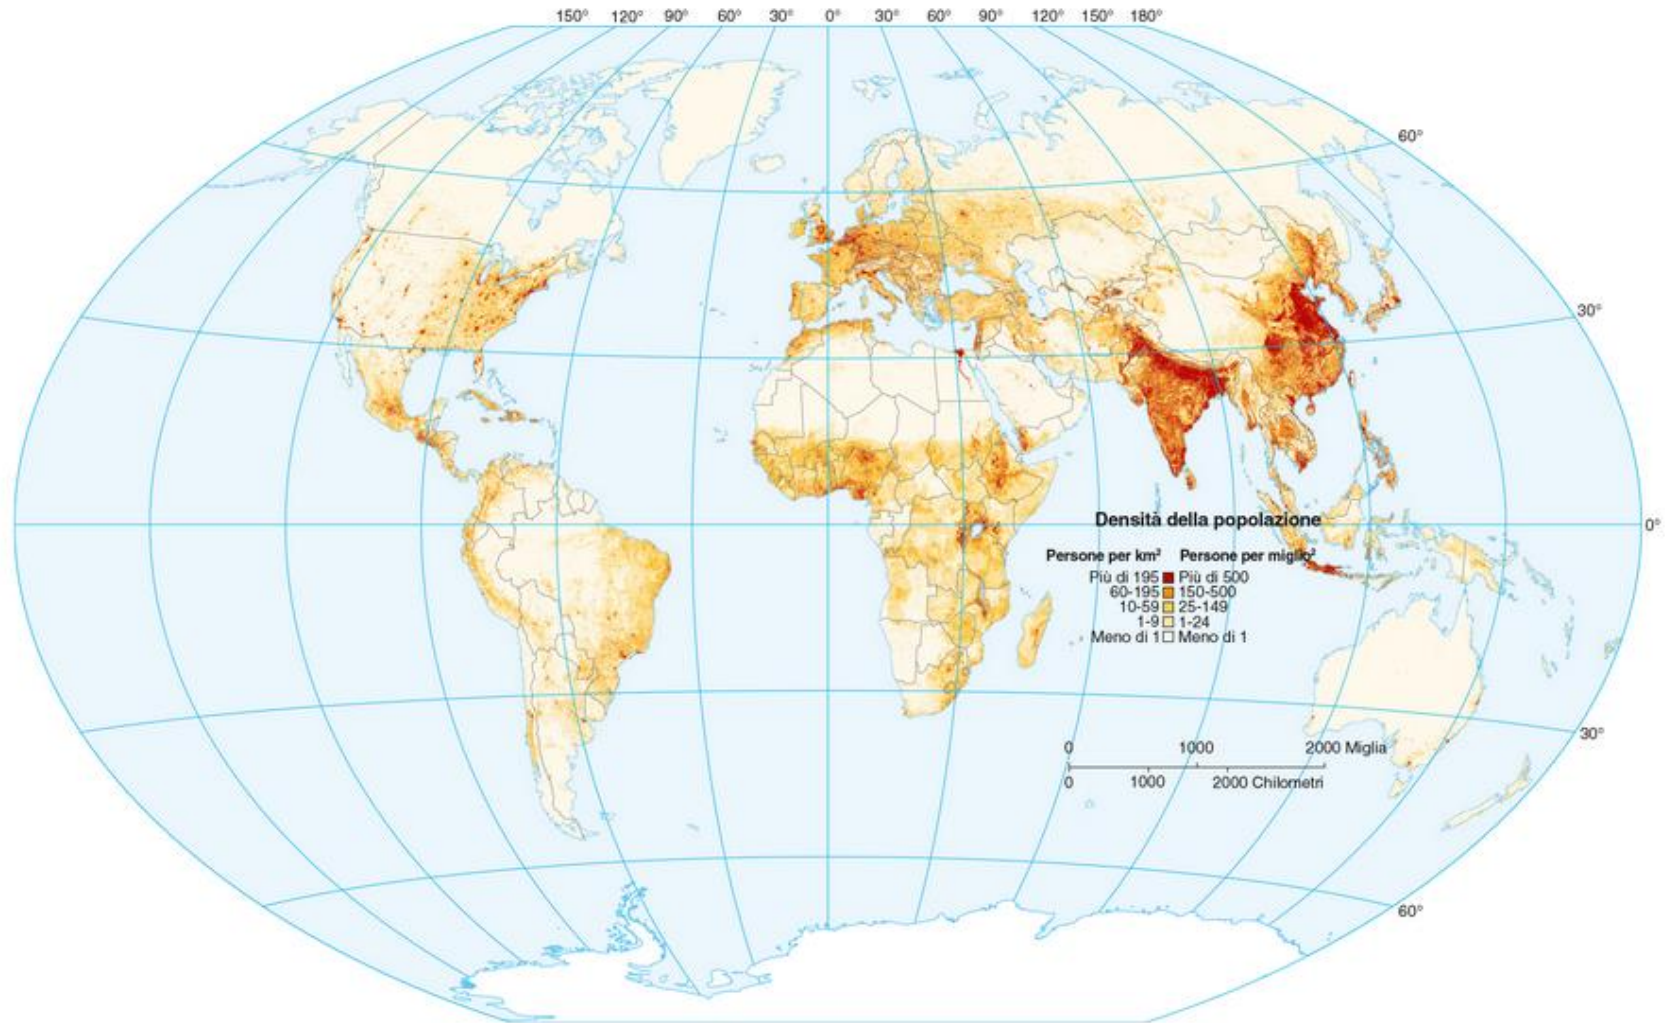 150° 120° 90° 60° 30° 0° 30° 60° 90° 120° 150° 180°
60°
30°
0°
Densità della popolazione
Persone per km² Persone per miglio²
Più di 195 Più di 500
60-195 150-500
10-59 25-149
1-9 1-24
Meno di 1 Meno di 1
30°
0 1000 2000 Miglia
0 1000 2000 Chilometri
60°